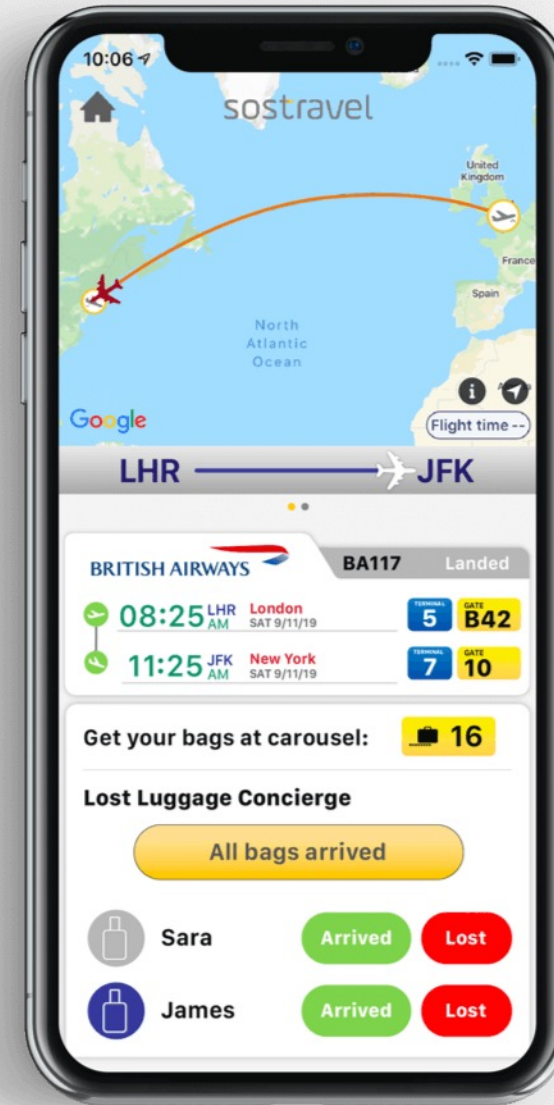 10:06
sostravel
United
Kingdom
France
Spain
North
Atlantic
Ocean
Google
Flight time --
LHR JFK
BRITISH AIRWAYS BA117 Landed
08:25 AM LHR London SAT 9/11/19 TERMINAL 5 GATE B42
11:25 AM JFK New York SAT 9/11/19 TERMINAL 7 GATE 10
Get your bags at carousel: 16
Lost Luggage Concierge
All bags arrived
Sara Arrived Lost
James Arrived Lost